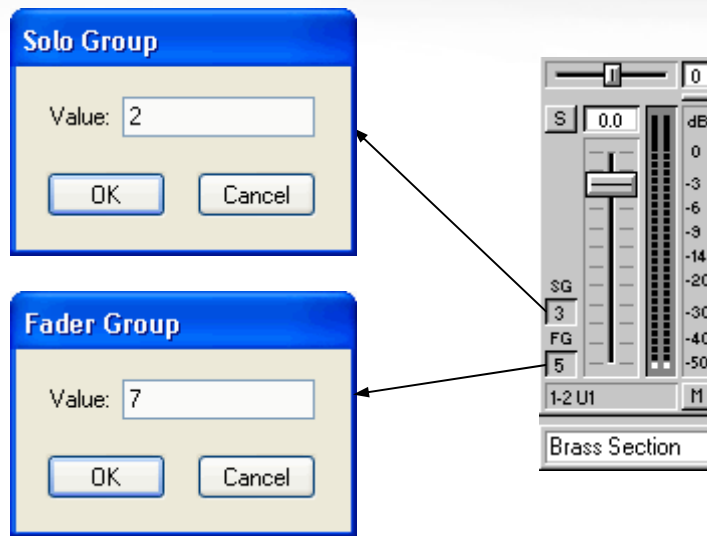 Solo Group
Value: 2
OK Cancel
Fader Group
Value: 7
OK Cancel
0
S 0.0 dB
0
-3
-6
-9
-14
-20
SG
3 -30
FG -40
5 -50
1-2 U1 M
Brass Section